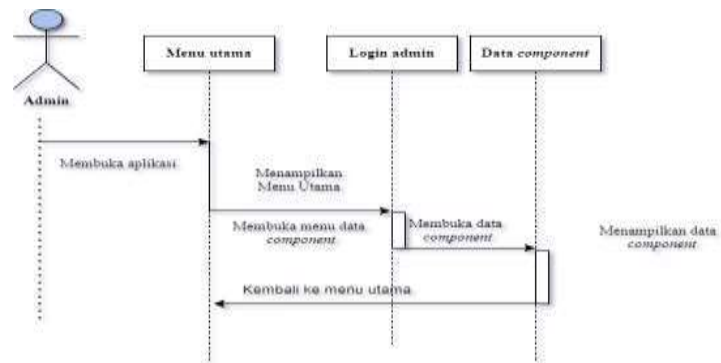 Menu utama
Login admin
Data component
Admin
Membuka aplikasi
Menampilkan
Menu Utama
Membuka menu data
component
Membuka data
component
Menampilkan data
component
Kembali ke menu utama